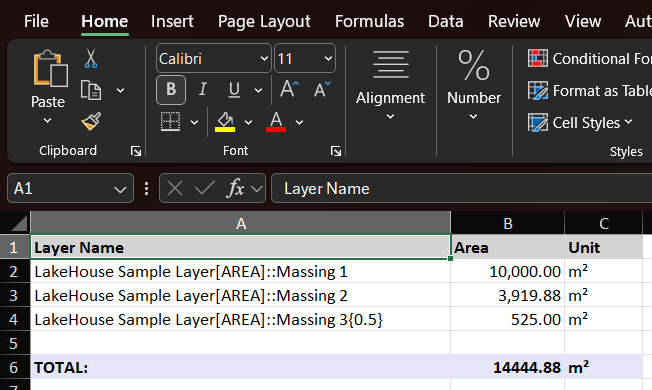 File Home Insert Page Layout Formulas Data Review View Aut
Calibri 11 Conditional Fo
Paste B I U A A Alignment Number Format as Table
A Cell Styles
Clipboard Font Styles
A1 fx Layer Name
A B C
1 Layer Name Area Unit
2 LakeHouse Sample Layer[AREA]::Massing 1 10,000.00 m²
3 LakeHouse Sample Layer[AREA]::Massing 2 3,919.88 m²
4 LakeHouse Sample Layer[AREA]::Massing 3{0.5} 525.00 m²
5
6 TOTAL: 14444.88 m²
7